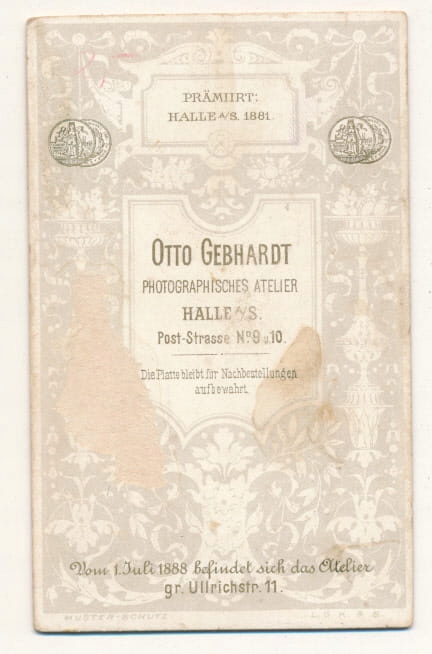 PRÄMIIRT:
HALLE a/S. 1881.
OTTO GEBHARDT
PHOTOGRAPHISCHES ATELIER
HALLE a/S.
Post-Strasse No 9 u. 10.
Die Platte bleibt für Nachbestellungen
aufbewahrt.
Vom 1. Juli 1888 befindet sich das Atelier
gr. Ullrichstr. 11.
MUSTER-SCHUTZ